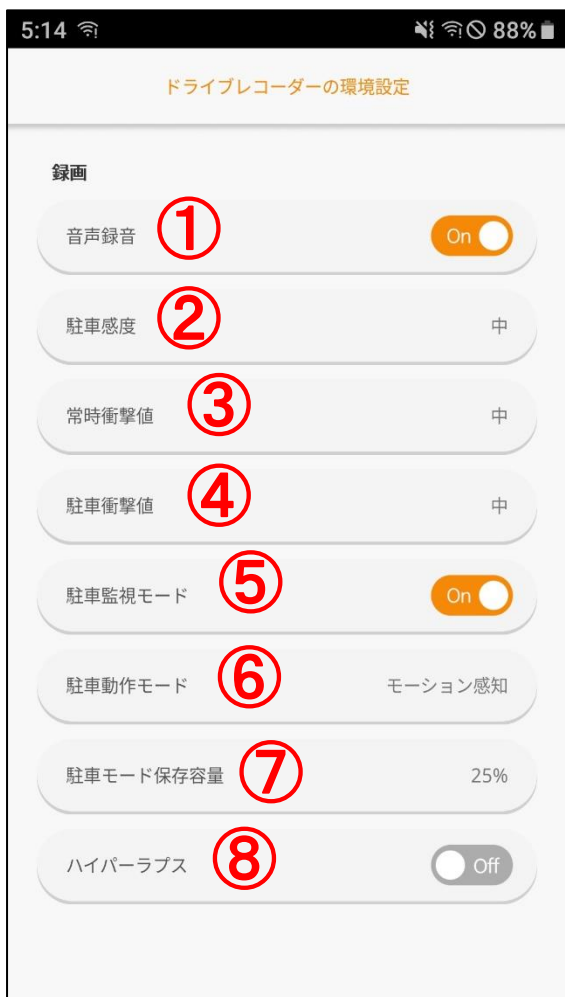 5:14 88%
ドライブレコーダーの環境設定
録画
音声録音 ① On
駐車感度 ② 中
常時衝撃値 ③ 中
駐車衝撃値 ④ 中
駐車監視モード ⑤ On
駐車動作モード ⑥ モーション感知
駐車モード保存容量 ⑦ 25%
ハイパーラプス ⑧ Off